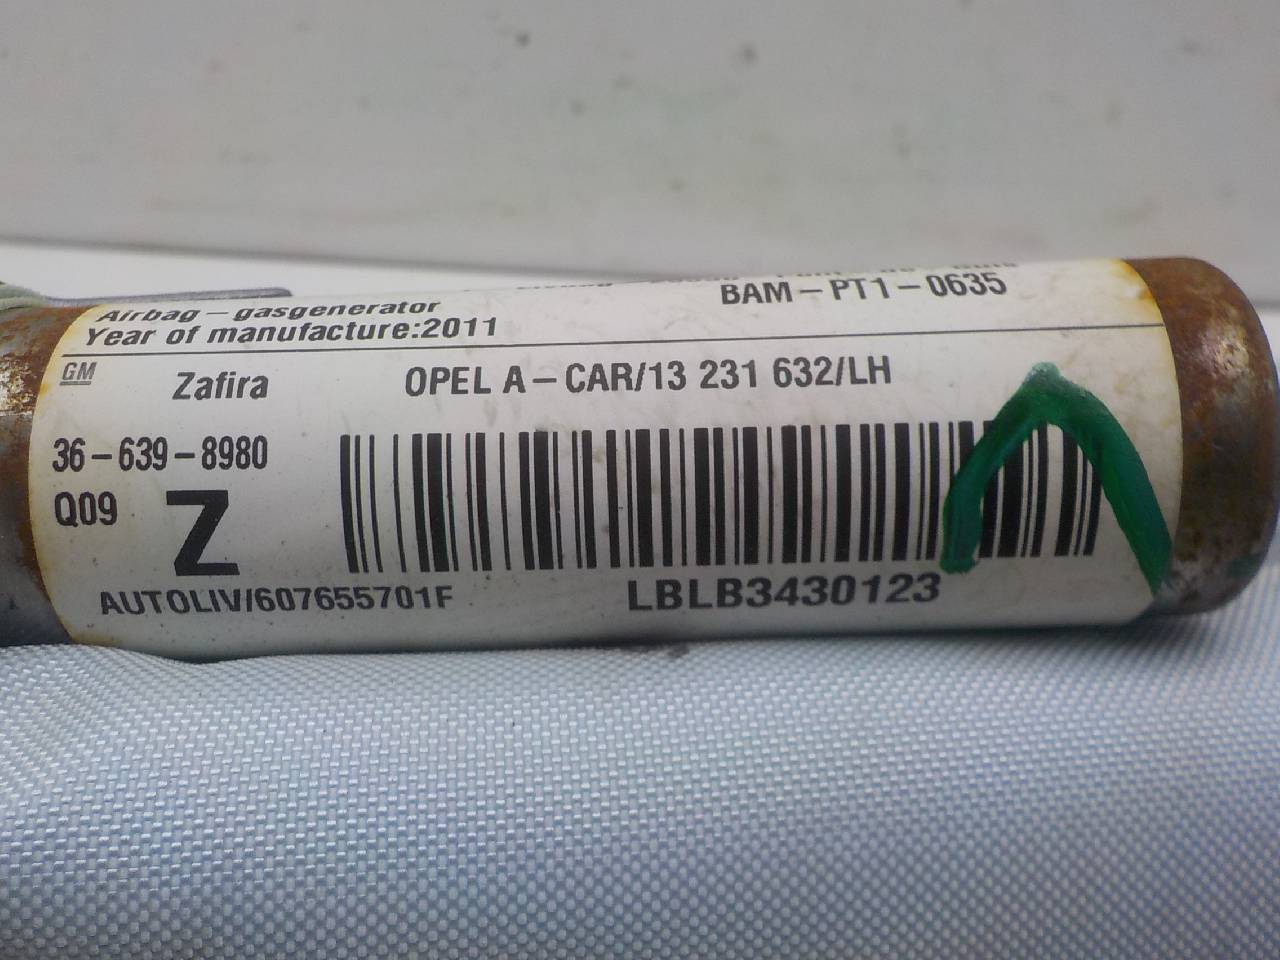 Airbag – gasgenerator
BAM – PT1 – 0635
Year of manufacture:2011
GM
Zafira
OPEL A – CAR/13 231 632/LH
36 – 639 – 8980
Q09
Z
AUTOLIV/607655701F
LBLB3430123